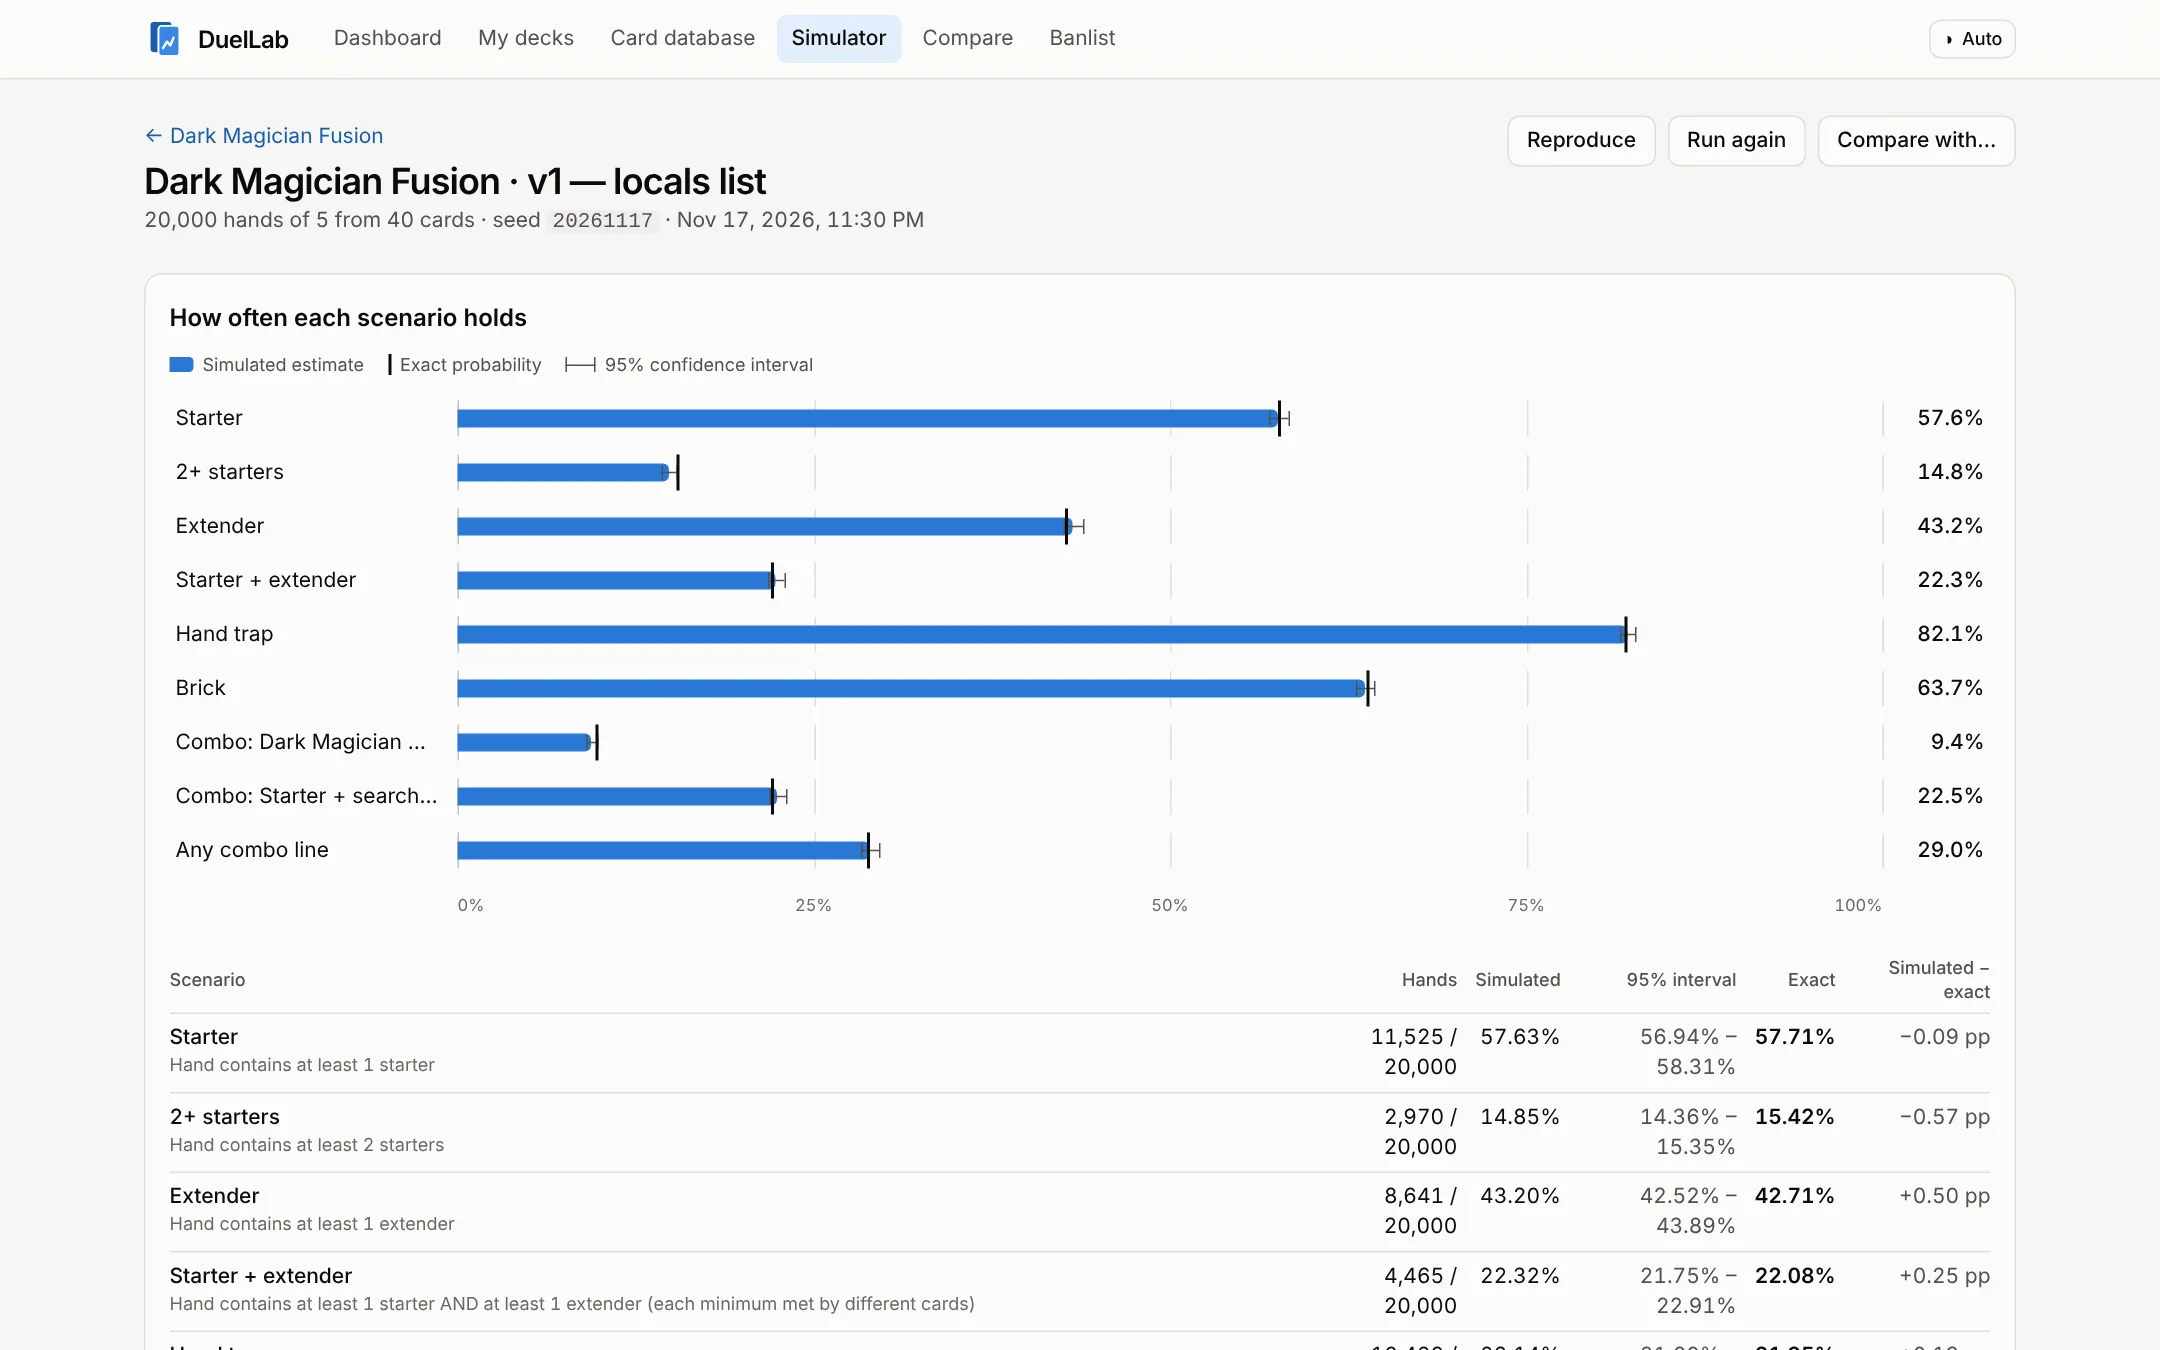 DuelLab
Dashboard
My decks
Card database
Simulator
Compare
Banlist
Auto
← Dark Magician Fusion
Dark Magician Fusion · v1 — locals list
20,000 hands of 5 from 40 cards · seed 20261117 · Nov 17, 2026, 11:30 PM
Reproduce
Run again
Compare with...
How often each scenario holds
Simulated estimate
Exact probability
95% confidence interval
Starter 57.6%
2+ starters 14.8%
Extender 43.2%
Starter + extender 22.3%
Hand trap 82.1%
Brick 63.7%
Combo: Dark Magician ... 9.4%
Combo: Starter + search... 22.5%
Any combo line 29.0%
0% 25% 50% 75% 100%
Scenario Hands Simulated 95% interval Exact Simulated − exact
Starter 11,525 / 20,000 57.63% 56.94% – 58.31% 57.71% −0.09 pp
Hand contains at least 1 starter
2+ starters 2,970 / 20,000 14.85% 14.36% – 15.35% 15.42% −0.57 pp
Hand contains at least 2 starters
Extender 8,641 / 20,000 43.20% 42.52% – 43.89% 42.71% +0.50 pp
Hand contains at least 1 extender
Starter + extender 4,465 / 20,000 22.32% 21.75% – 22.91% 22.08% +0.25 pp
Hand contains at least 1 starter AND at least 1 extender (each minimum met by different cards)